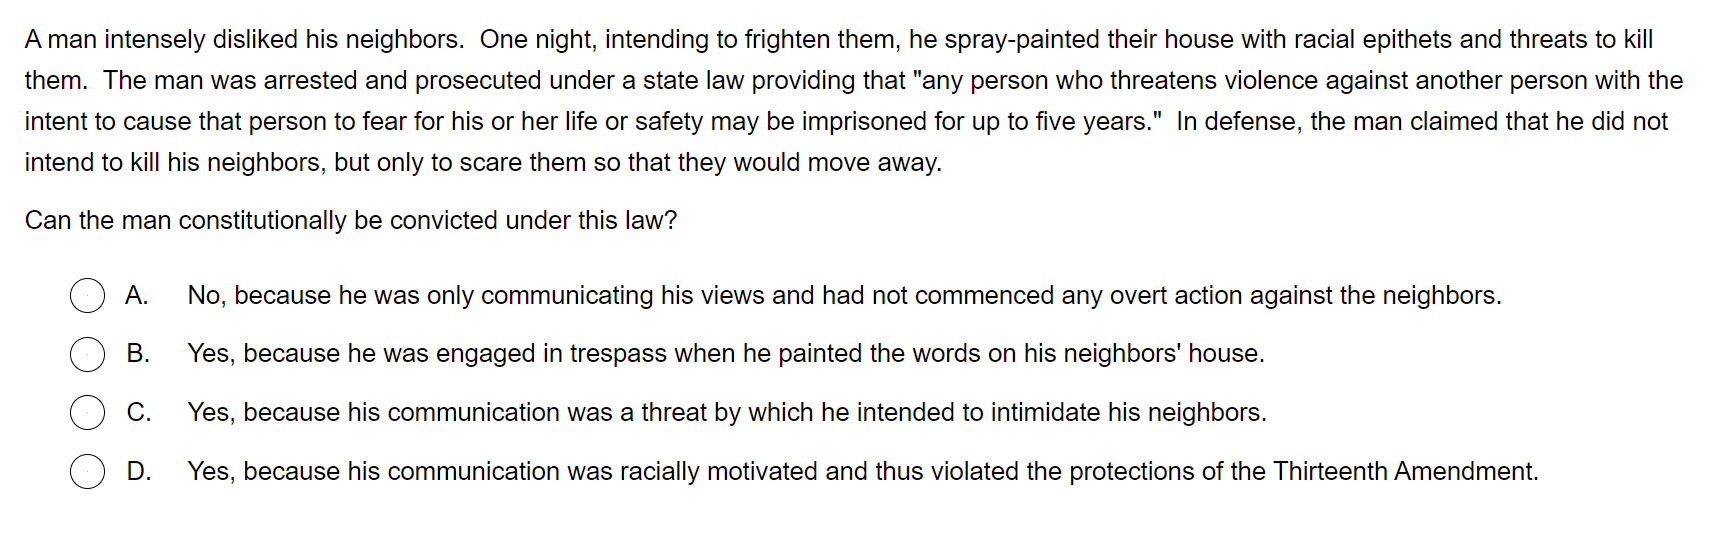 A man intensely disliked his neighbors.  One night, intending to frighten them, he spray-painted their house with racial epithets and threats to kill
them.  The man was arrested and prosecuted under a state law providing that "any person who threatens violence against another person with the
intent to cause that person to fear for his or her life or safety may be imprisoned for up to five years."  In defense, the man claimed that he did not
intend to kill his neighbors, but only to scare them so that they would move away.
Can the man constitutionally be convicted under this law?
A. No, because he was only communicating his views and had not commenced any overt action against the neighbors.
B. Yes, because he was engaged in trespass when he painted the words on his neighbors' house.
C. Yes, because his communication was a threat by which he intended to intimidate his neighbors.
D. Yes, because his communication was racially motivated and thus violated the protections of the Thirteenth Amendment.